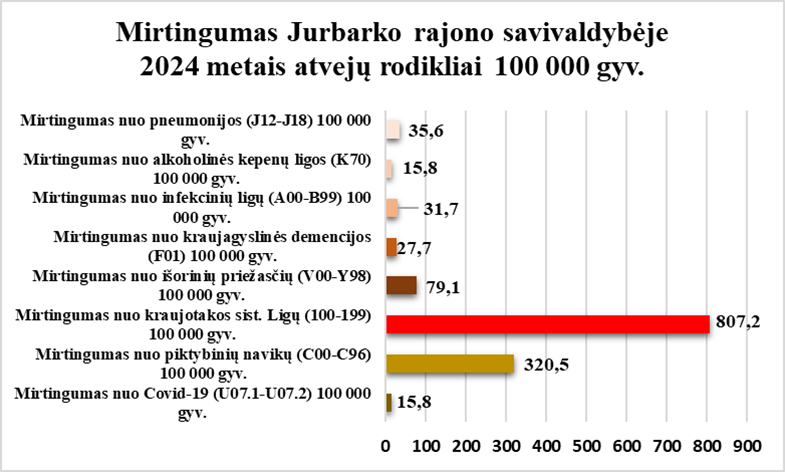 Mirtingumas Jurbarko rajono savivaldybėje
2024 metais atvejų rodikliai 100 000 gyv.
Mirtingumas nuo pneumonijos (J12-J18) 100 000
gyv.
35,6
Mirtingumas nuo alkoholinės kepenų ligos (K70)
100 000 gyv.
15,8
Mirtingumas nuo infekcinių ligų (A00-B99) 100
000 gyv.
31,7
Mirtingumas nuo kraujagyslinės demencijos
(F01) 100 000 gyv.
27,7
Mirtingumas nuo išorinių priežasčių (V00-Y98)
100 000 gyv.
79,1
Mirtingumas nuo kraujotakos sist. Ligų (100-199)
100 000 gyv.
807,2
Mirtingumas nuo piktybinių navikų (C00-C96)
100 000 gyv.
320,5
Mirtingumas nuo Covid-19 (U07.1-U07.2) 100 000
gyv.
15,8
0 100 200 300 400 500 600 700 800 900